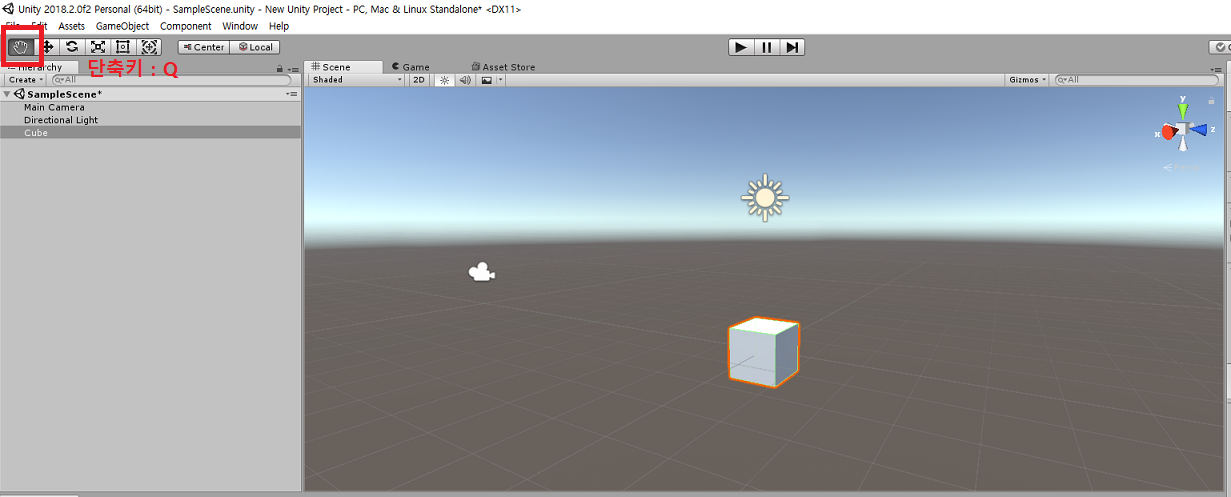 Unity 2018.2.0f2 Personal (64bit) - SampleScene.unity - New Unity Project - PC, Mac & Linux Standalone* <DX11>
File Edit Assets GameObject Component Window Help
Center Local
Hierarchy 단축키 : Q Scene Game Asset Store
Create All Shaded 2D Gizmos All
SampleScene*
Main Camera
Directional Light
Cube
y
x z